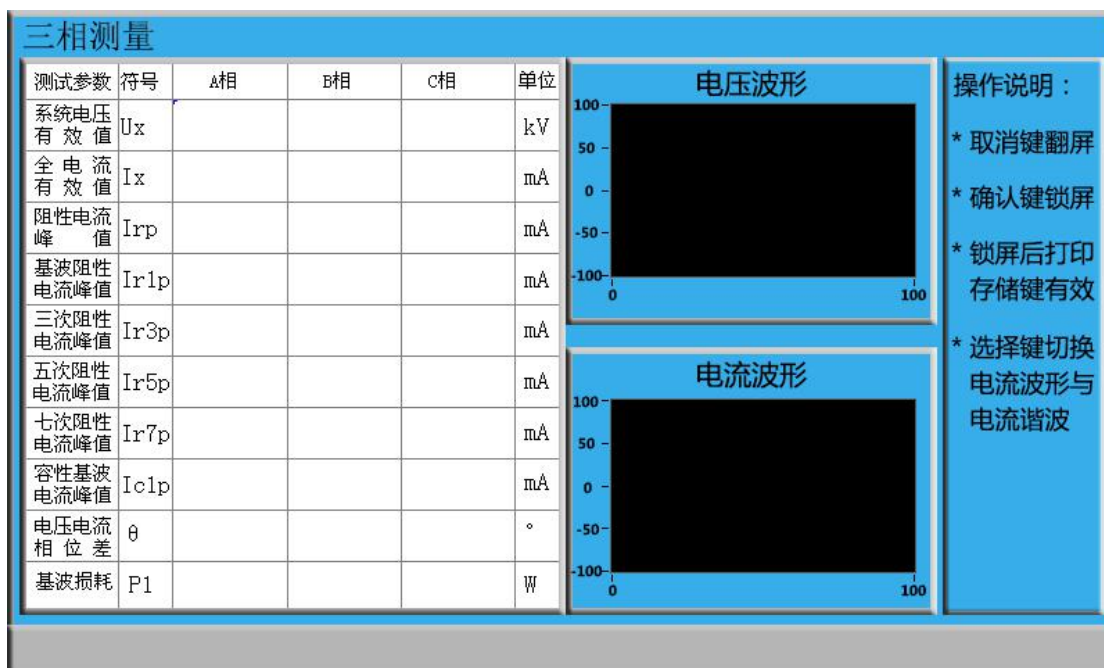 三相测量
测试参数 符号 A相 B相 C相 单位
系统电压
有效值 Ux kV
全电流
有效值 Ix mA
阻性电流
峰值 Irp mA
基波阻性
电流峰值 Ir1p mA
三次阻性
电流峰值 Ir3p mA
五次阻性
电流峰值 Ir5p mA
七次阻性
电流峰值 Ir7p mA
容性基波
电流峰值 Ic1p mA
电压电流
相位差 θ °
基波损耗 P1 W
电压波形
100
50
0
-50
-100
0 100
电流波形
100
50
0
-50
-100
0 100
操作说明：
* 取消键翻屏
* 确认键锁屏
* 锁屏后打印
存储键有效
* 选择键切换
电流波形与
电流谐波